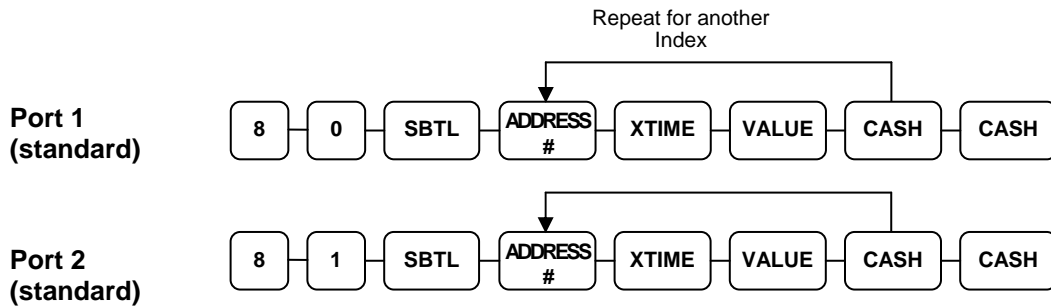 Repeat for another
Index
Port 1
(standard)
8 0 SBTL ADDRESS # XTIME VALUE CASH CASH
Port 2
(standard)
8 1 SBTL ADDRESS # XTIME VALUE CASH CASH